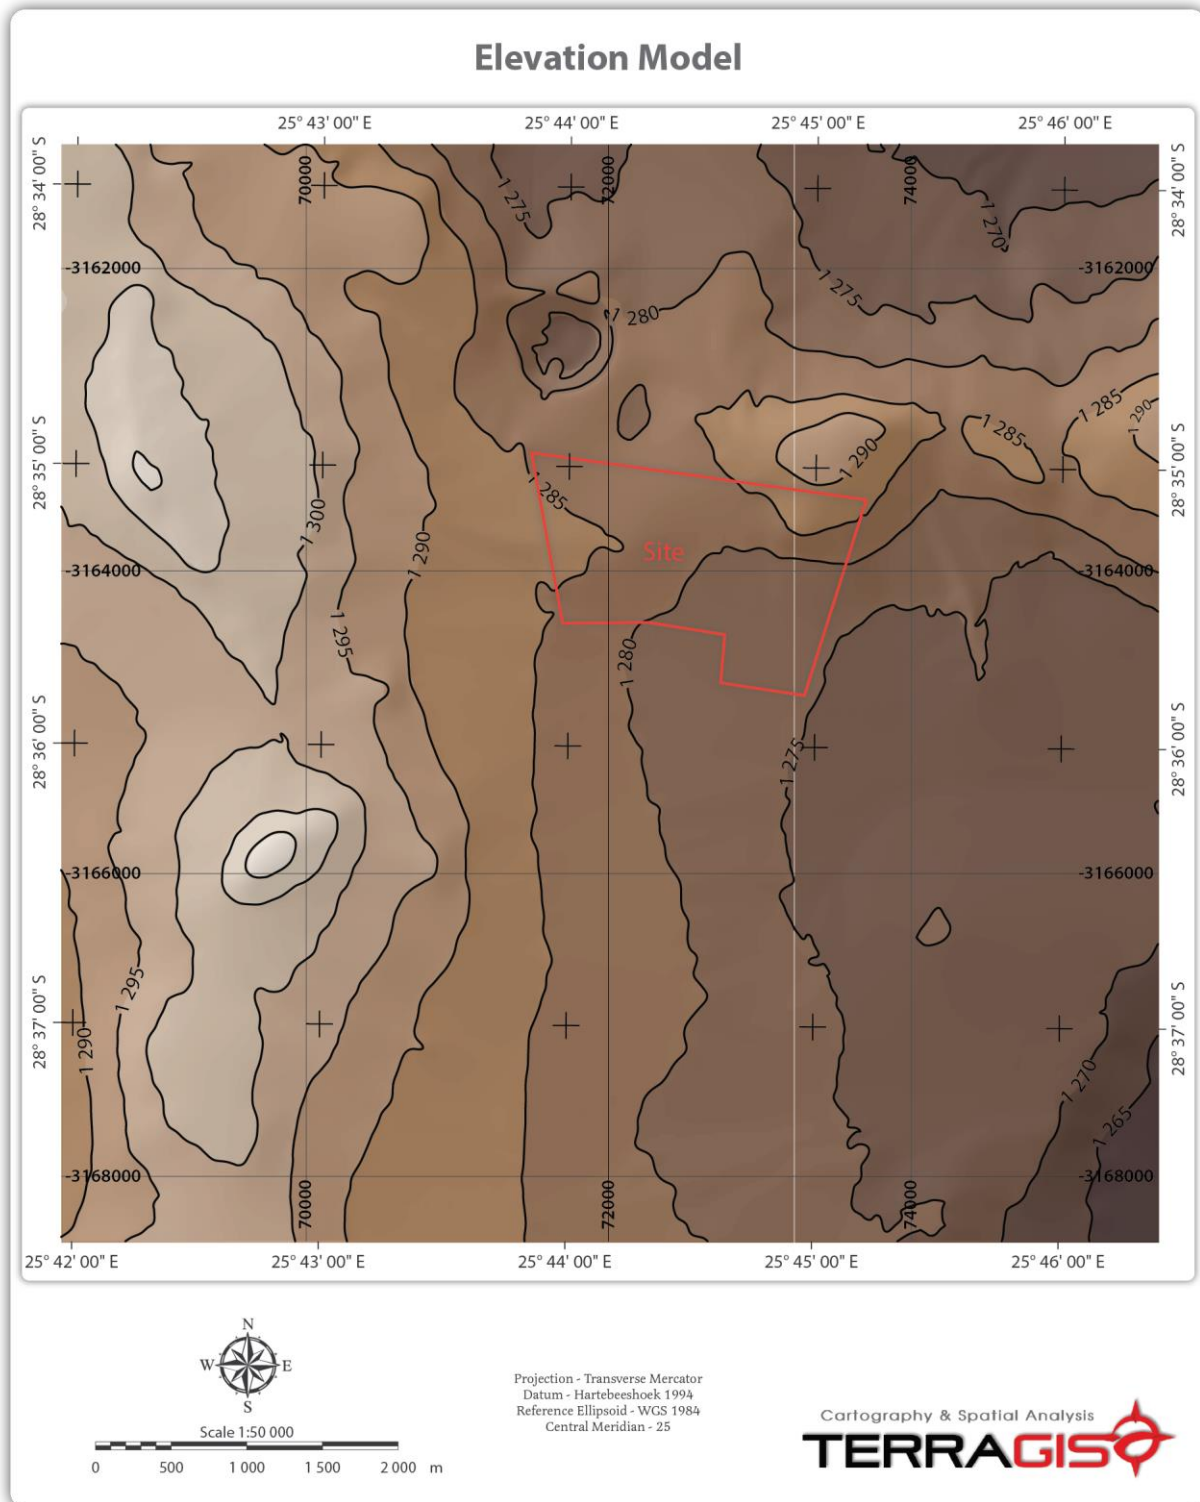 Elevation Model
25° 43' 00" E
25° 44' 00" E
25° 45' 00" E
25° 46' 00" E
28° 34' 00" S
28° 34' 00" S
70000
72000
74000
1 275
1 270
-3162000
-3162000
1 275
1 280
1 285
1 290
1 285
1 290
28° 35' 00" S
28° 35' 00" S
1 285
1 300
1 290
Site
-3164000
-3164000
1 295
1 280
28° 36' 00" S
28° 36' 00" S
1 275
-3166000
-3166000
1 295
28° 37' 00" S
28° 37' 00" S
1 290
1 270
1 265
-3168000
-3168000
70000
72000
74000
25° 42' 00" E
25° 43' 00" E
25° 44' 00" E
25° 45' 00" E
25° 46' 00" E
N
W
E
S
Scale 1:50 000
0
500
1 000
1 500
2 000
m
Projection - Transverse Mercator
Datum - Hartebeeshoek 1994
Reference Ellipsoid - WGS 1984
Central Meridian - 25
Cartography & Spatial Analysis
TERRAGIS